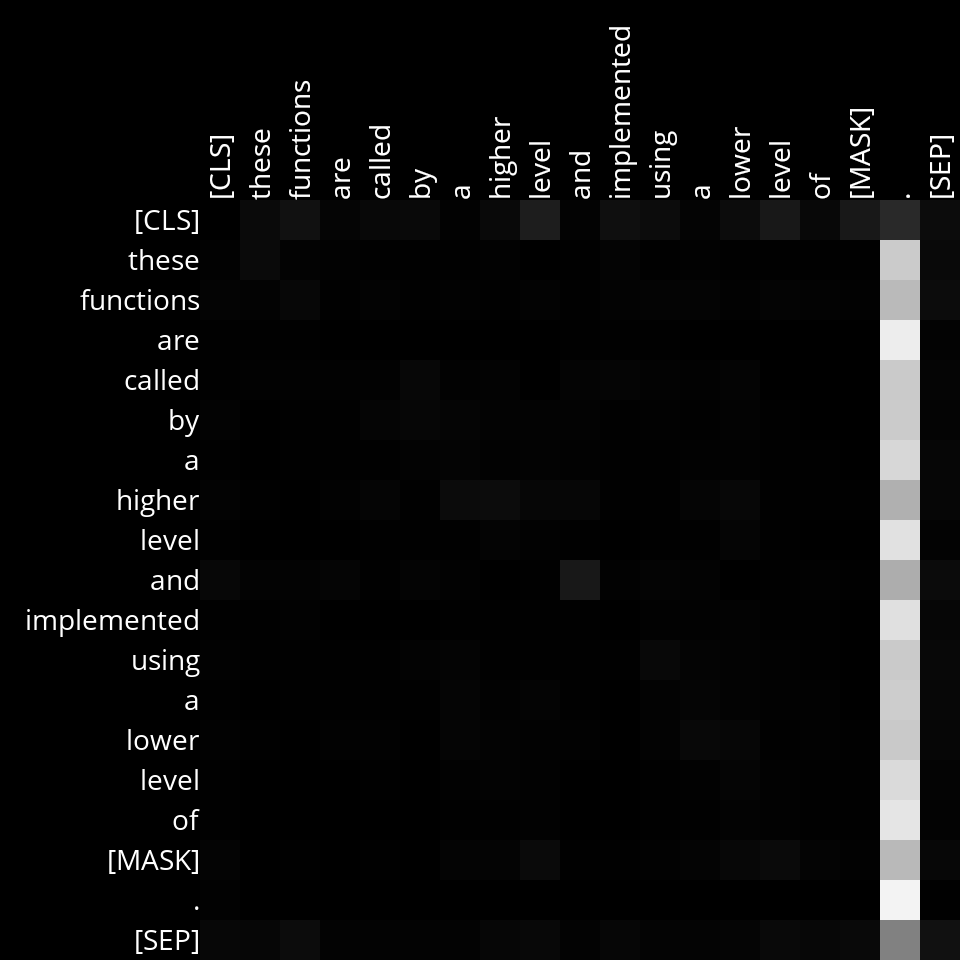 [CLS]
these
functions
are
called
by
a
higher
level
and
implemented
using
a
lower
level
of
[MASK]
.
[SEP]
[CLS]
these
functions
are
called
by
a
higher
level
and
implemented
using
a
lower
level
of
[MASK]
.
[SEP]